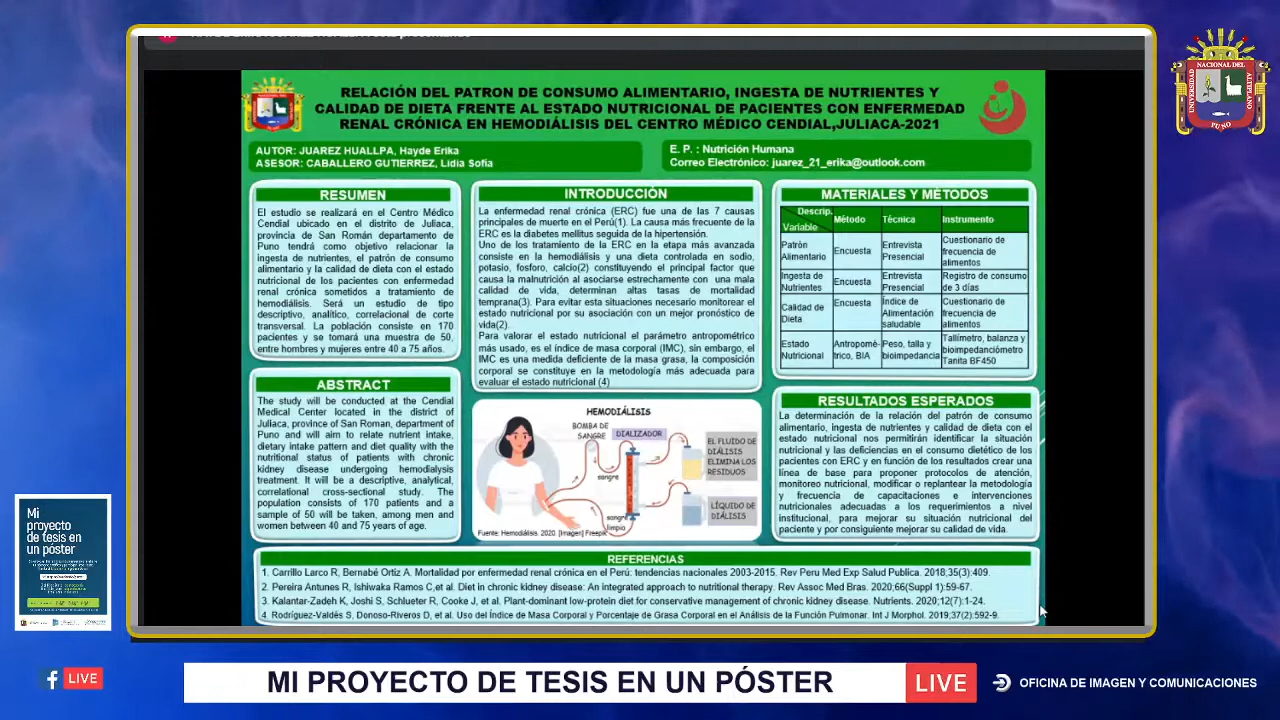 RELACIÓN DEL PATRON DE CONSUMO ALIMENTARIO, INGESTA DE NUTRIENTES Y
CALIDAD DE DIETA FRENTE AL ESTADO NUTRICIONAL DE PACIENTES CON ENFERMEDAD
RENAL CRÓNICA EN HEMODIÁLISIS DEL CENTRO MÉDICO CENDIAL,JULIACA-2021
AUTOR: JUAREZ HUALLPA, Hayde Erika
ASESOR: CABALLERO GUTIERREZ, Lidia Sofía
E. P. : Nutrición Humana
Correo Electrónico: juarez_21_erika@outlook.com
RESUMEN
El estudio se realizará en el Centro Médico
Cendial ubicado en el distrito de Juliaca,
provincia de San Román departamento de
Puno tendrá como objetivo relacionar la
ingesta de nutrientes, el patrón de consumo
alimentario y la calidad de dieta con el estado
nutricional de los pacientes con enfermedad
renal crónica sometidos a tratamiento de
hemodiálisis. Será un estudio de tipo
descriptivo, analítico, correlacional de corte
transversal. La población consiste en 170
pacientes y se tomará una muestra de 50,
entre hombres y mujeres entre 40 a 75 años.
ABSTRACT
The study will be conducted at the Cendial
Medical Center located in the district of
Juliaca, province of San Roman, department of
Puno and will aim to relate nutrient intake,
dietary intake pattern and diet quality with the
nutritional status of patients with chronic
kidney disease undergoing hemodialysis
treatment. It will be a descriptive, analytical,
correlational cross-sectional study. The
population consists of 170 patients and a
sample of 50 will be taken, among men and
women between 40 and 75 years of age.
INTRODUCCIÓN
La enfermedad renal crónica (ERC) fue una de las 7 causas
principales de muerte en el Perú(1). La causa más frecuente de la
ERC es la diabetes mellitus seguida de la hipertensión.
Uno de los tratamiento de la ERC en la etapa más avanzada
consiste en la hemodiálisis y una dieta controlada en sodio,
potasio, fosforo, calcio(2) constituyendo el principal factor que
causa la malnutrición al asociarse estrechamente con una mala
calidad de vida, determinan altas tasas de mortalidad
temprana(3). Para evitar esta situaciones necesario monitorear el
estado nutricional por su asociación con un mejor pronóstico de
vida(2).
Para valorar el estado nutricional el parámetro antropométrico
más usado, es el índice de masa corporal (IMC), sin embargo, el
IMC es una medida deficiente de la masa grasa, la composición
corporal se constituye en la metodología más adecuada para
evaluar el estado nutricional (4)
HEMODIÁLISIS
BOMBA DE
SANGRE
DIALIZADOR
EL FLUÍDO DE
DIÁLISIS
ELIMINA LOS
RESIDUOS
sangre
sangre
limpio
LÍQUIDO DE
DIÁLISIS
Fuente: Hemodiálisis. 2020. [Imagen] Freepik
MATERIALES Y MÉTODOS
Descrip.
Variable
Método
Técnica
Instrumento
Patrón
Alimentario
Encuesta
Entrevista
Presencial
Cuestionario de
frecuencia de
alimentos
Ingesta de
Nutrientes
Encuesta
Entrevista
Presencial
Registro de consumo
de 3 días
Calidad de
Dieta
Encuesta
Índice de
Alimentación
saludable
Cuestionario de
frecuencia de
alimentos
Estado
Nutricional
Antropomé-
trico, BIA
Peso, talla y
bioimpedancia
Tallímetro, balanza y
bioimpedanciómetro
Tanita BF450
RESULTADOS ESPERADOS
La determinación de la relación del patrón de consumo
alimentario, ingesta de nutrientes y calidad de dieta con el
estado nutricional nos permitirán identificar la situación
nutricional y las deficiencias en el consumo dietético de los
pacientes con ERC y en función de los resultados crear una
línea de base para proponer protocolos de atención,
monitoreo nutricional, modificar o replantear la metodología
y frecuencia de capacitaciones e intervenciones
nutricionales adecuadas a los requerimientos a nivel
institucional, para mejorar su situación nutricional del
paciente y por consiguiente mejorar su calidad de vida.
REFERENCIAS
1. Carrillo Larco R, Bernabé Ortiz A. Mortalidad por enfermedad renal crónica en el Perú: tendencias nacionales 2003-2015. Rev Peru Med Exp Salud Publica. 2018;35(3):409.
2. Pereira Antunes R, Ishiwaka Ramos C,et al. Diet in chronic kidney disease: An integrated approach to nutritional therapy. Rev Assoc Med Bras. 2020;66(Suppl 1):59-67.
3. Kalantar-Zadeh K, Joshi S, Schlueter R, Cooke J, et al. Plant-dominant low-protein diet for conservative management of chronic kidney disease. Nutrients. 2020;12(7):1-24.
4. Rodríguez-Valdés S, Donoso-Riveros D, et al. Uso del Índice de Masa Corporal y Porcentaje de Grasa Corporal en el Análisis de la Función Pulmonar. Int J Morphol. 2019;37(2):592-9.
UNIVERSIDAD NACIONAL DEL ALTIPLANO
PUNO
Mi
proyecto
de tesis en
un póster
LIVE
MI PROYECTO DE TESIS EN UN PÓSTER
LIVE
OFICINA DE IMAGEN Y COMUNICACIONES